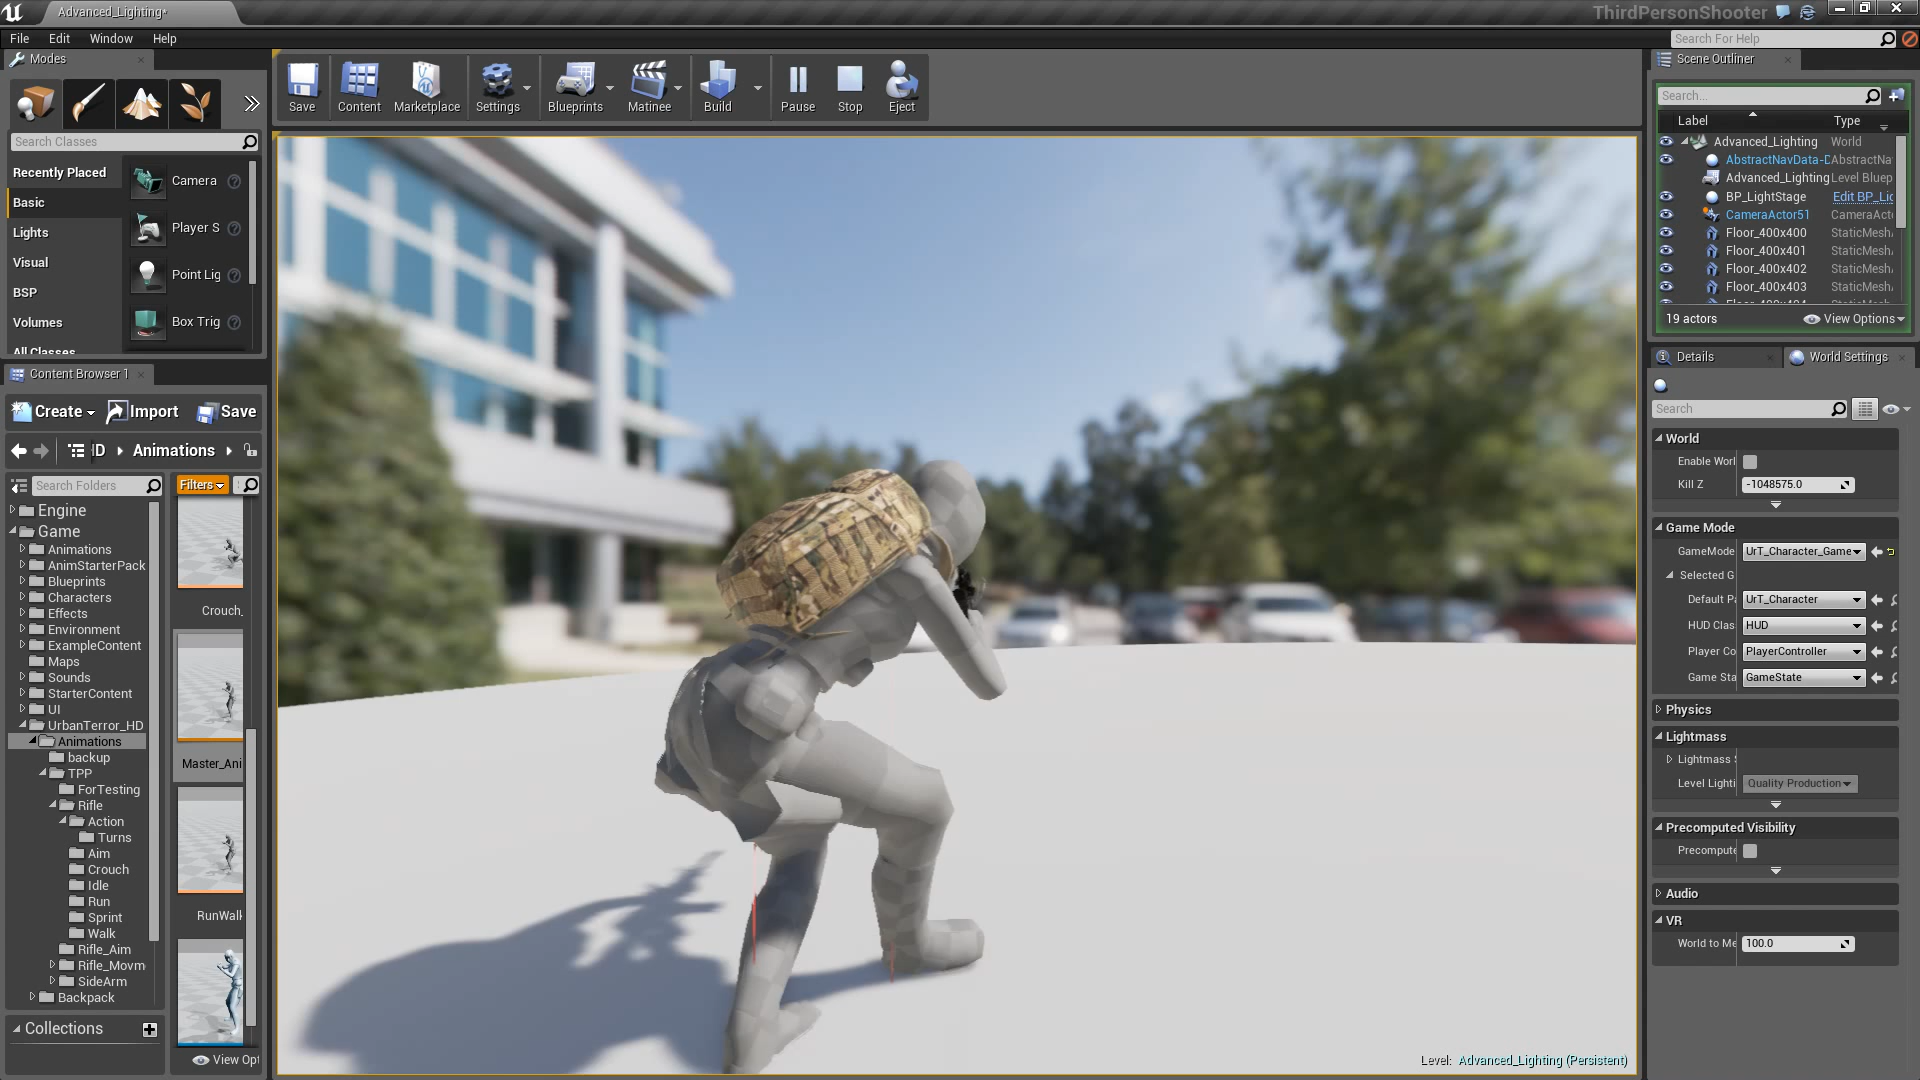 Advanced_Lighting*
ThirdPersonShooter
File Edit Window Help
Search For Help
Modes
Search Classes
Recently Placed
Basic
Lights
Visual
BSP
Volumes
All Classes
Camera
Player S
Point Lig
Box Trig
Save
Content
Marketplace
Settings
Blueprints
Matinee
Build
Pause
Stop
Eject
Content Browser 1
Create
Import
Save
D
Animations
Search Folders
Filters
Engine
Game
Animations
AnimStarterPack
Blueprints
Characters
Effects
Environment
ExampleContent
Maps
Sounds
StarterContent
UI
UrbanTerror_HD
Animations
backup
TPP
ForTesting
Rifle
Action
Turns
Aim
Crouch
Idle
Run
Sprint
Walk
Rifle_Aim
Rifle_Movm
SideArm
Backpack
Collections
Crouch_
Master_Ani
RunWalk
View Opt
Level: Advanced_Lighting (Persistent)
Scene Outliner
Search...
Label Type
Advanced_Lighting World
AbstractNavData-D AbstractNa
Advanced_Lighting Level Bluep
BP_LightStage Edit BP_Lig
CameraActor51 CameraActo
Floor_400x400 StaticMesh
Floor_400x401 StaticMesh
Floor_400x402 StaticMesh
Floor_400x403 StaticMesh
19 actors View Options
Details
World Settings
Search
World
Enable Worl
Kill Z -1048575.0
Game Mode
GameMode UrT_Character_Game
Selected G
Default Pa UrT_Character
HUD Clas HUD
Player Co PlayerController
Game Sta GameState
Physics
Lightmass
Lightmass S
Level Lighti Quality Production
Precomputed Visibility
Precompute
Audio
VR
World to Me 100.0